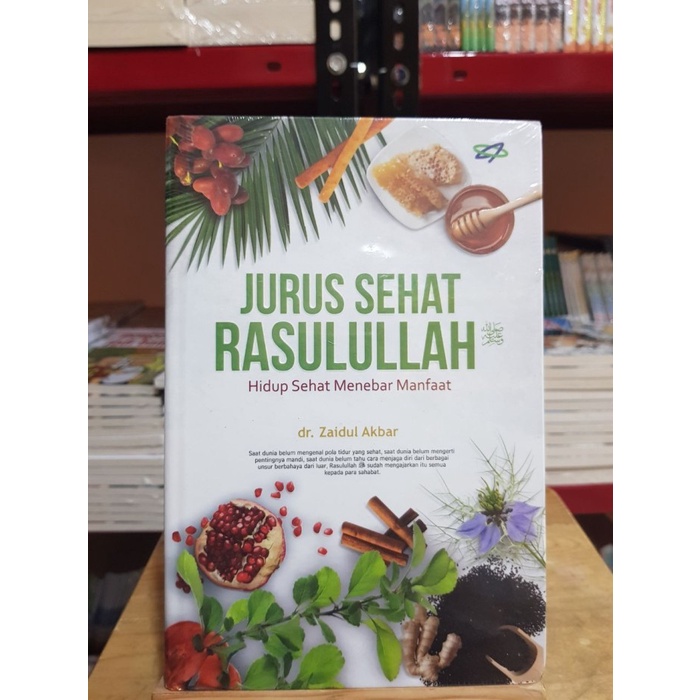 JURUS SEHAT
RASULULLAH ﷺ
Hidup Sehat Menebar Manfaat
dr. Zaidul Akbar
Saat dunia belum mengenal pola tidur yang sehat, saat dunia belum mengerti
pentingnya mandi, saat dunia belum tahu cara menjaga diri dari berbagai
unsur berbahaya dari luar, Rasulullah ﷺ sudah mengajarkan itu semua
kepada para sahabat.